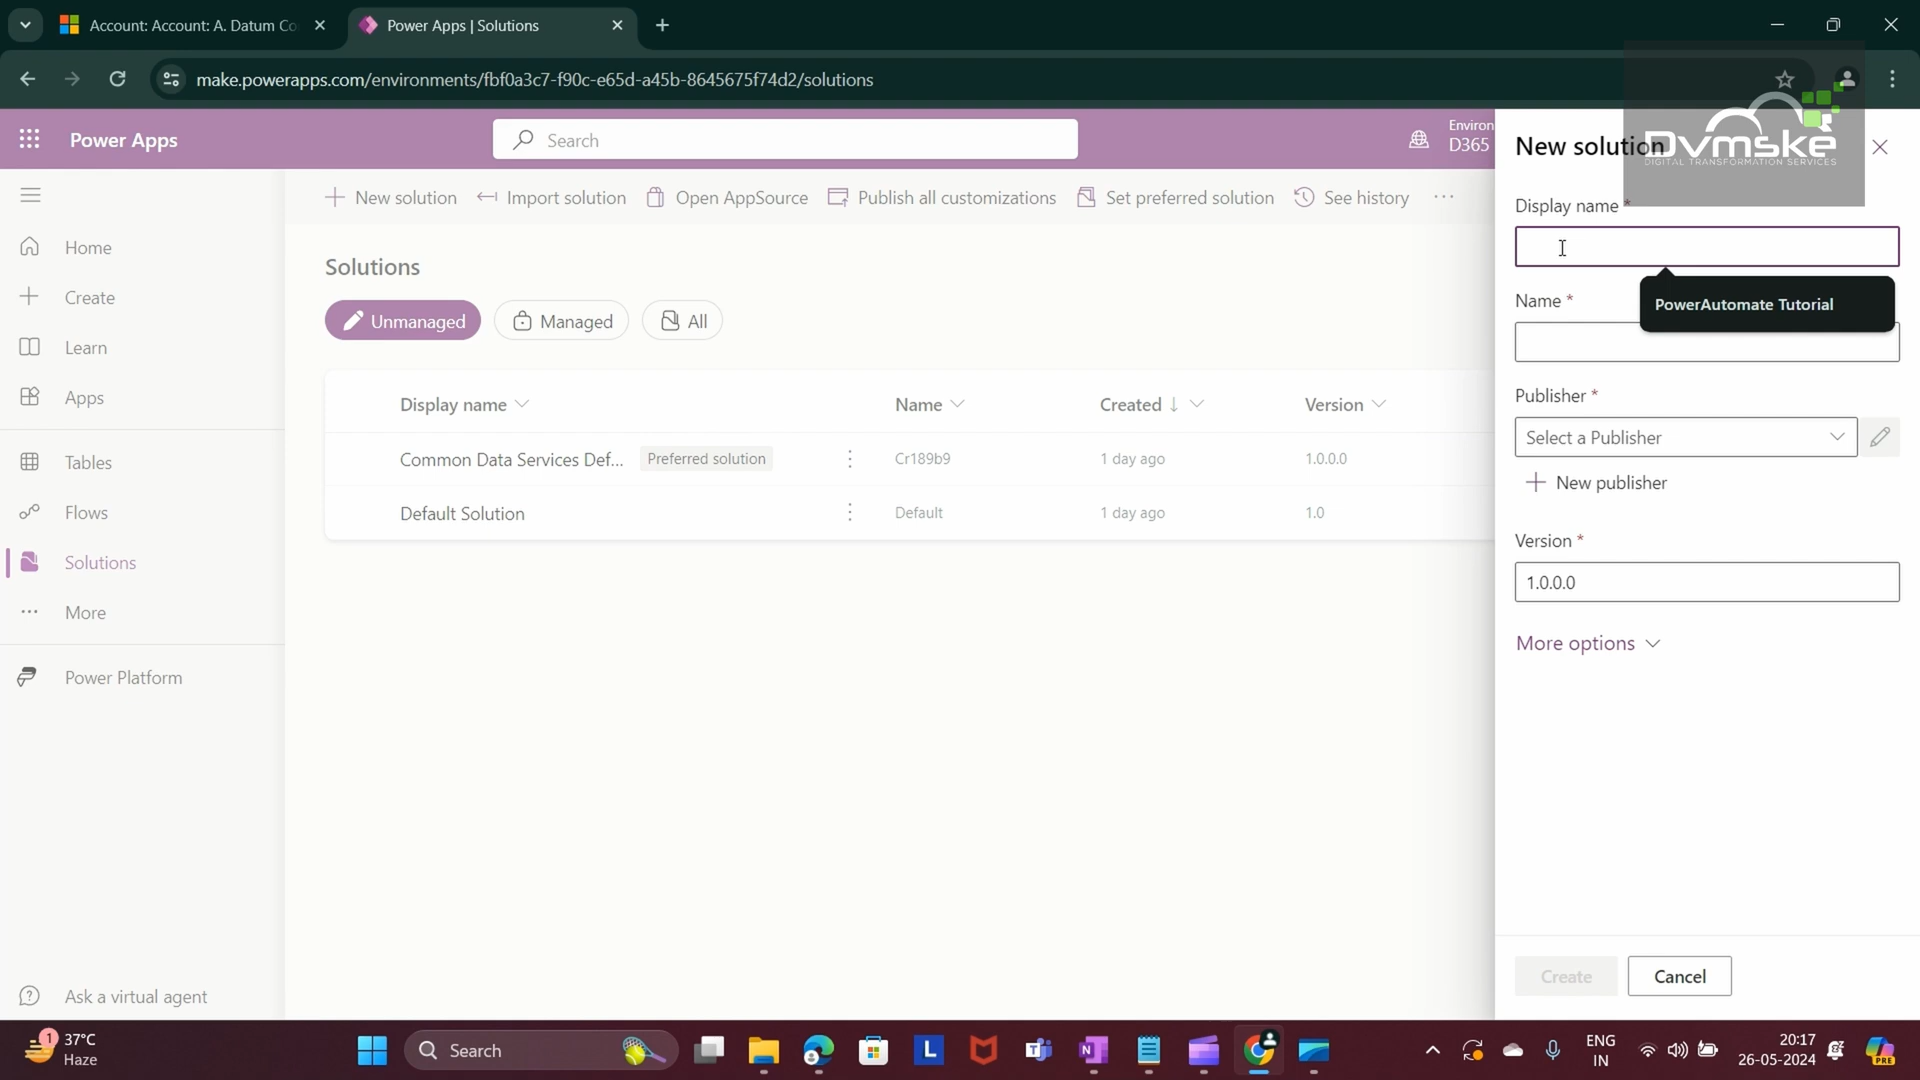 Account: Account: A. Datum Co
Power Apps | Solutions
make.powerapps.com/environments/fbf0a3c7-f90c-e65d-a45b-8645675f74d2/solutions
Power Apps
Search
Environ
D365
New solution
Dvmske
DIGITAL TRANSFORMATION SERVICES
New solution
Import solution
Open AppSource
Publish all customizations
Set preferred solution
See history
Home
Create
Learn
Apps
Tables
Flows
Solutions
More
Power Platform
Ask a virtual agent
Solutions
Unmanaged
Managed
All
Display name
Name
Created
Version
Common Data Services Def...
Preferred solution
Cr189b9
1 day ago
1.0.0.0
Default Solution
Default
1 day ago
1.0
Display name *
PowerAutomate Tutorial
Name *
Publisher *
Select a Publisher
New publisher
Version *
1.0.0.0
More options
Create
Cancel
1
37°C
Haze
Search
L
ENG
IN
20:17
26-05-2024
PRE